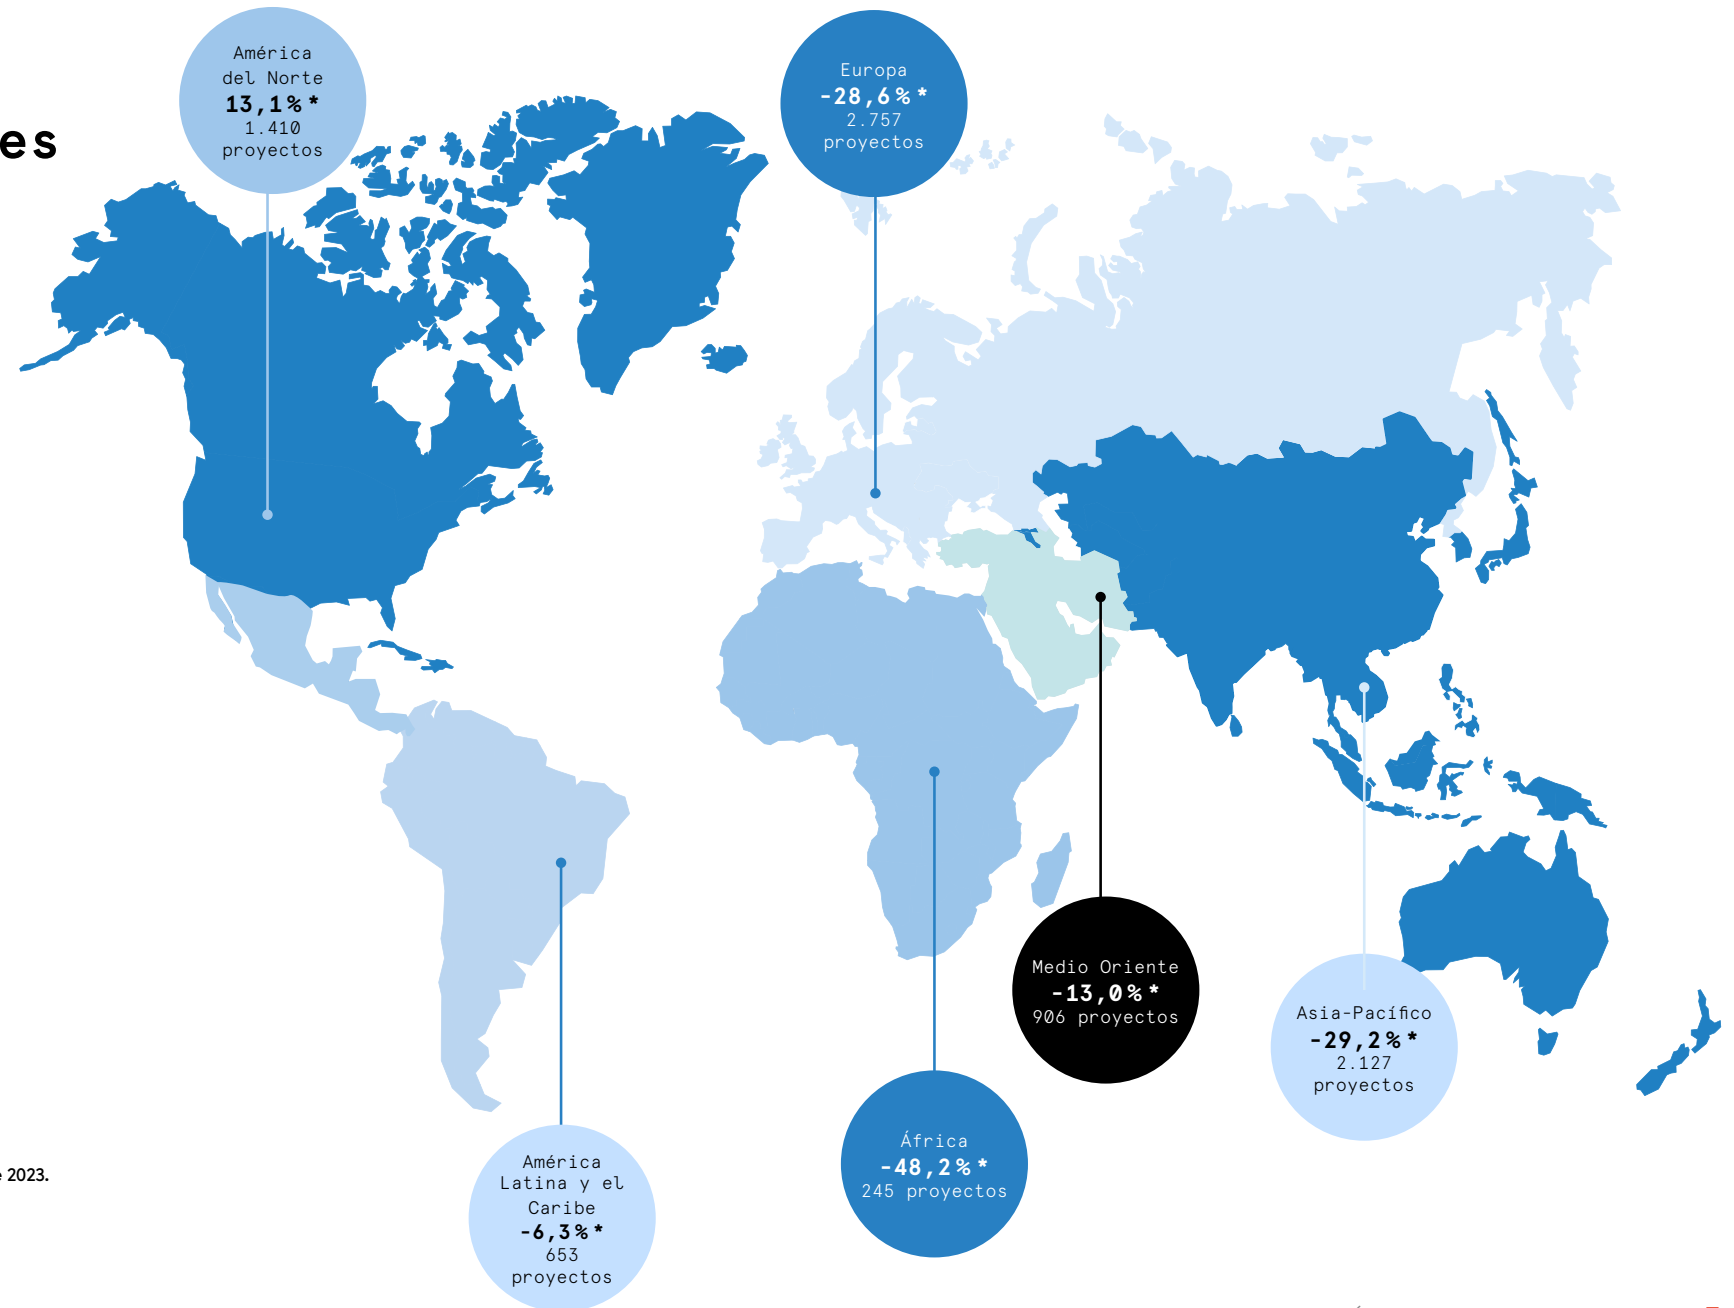 América
del Norte
13,1%*
1.410
proyectos
Europa
-28,6%*
2.757
proyectos
es
Medio Oriente
-13,0%*
906 proyectos
Asia-Pacífico
-29,2%*
2.127
proyectos
África
-48,2%*
245 proyectos
América
Latina y el
Caribe
-6,3%*
653
proyectos
2023.